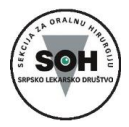 SEKCIJA ZA ORALNU HIRURGIJU
SOH
SRPSKO LEKARSKO DRUŠTVO